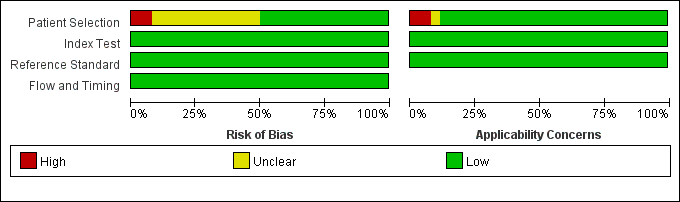 Patient Selection
Index Test
Reference Standard
Flow and Timing
0% 25% 50% 75% 100% 0% 25% 50% 75% 100%
Risk of Bias Applicability Concerns
High Unclear Low